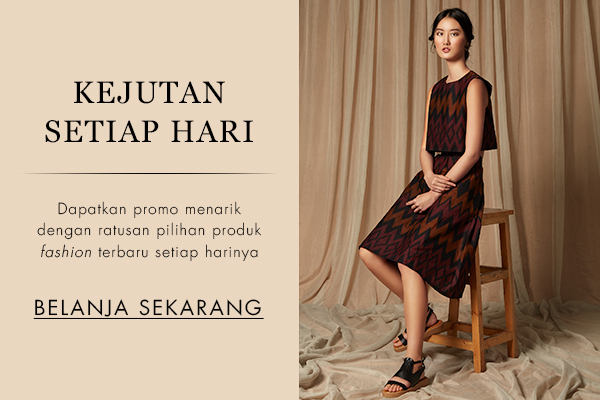 KEJUTAN
SETIAP HARI
Dapatkan promo menarik
dengan ratusan pilihan produk
fashion terbaru setiap harinya
BELANJA SEKARANG